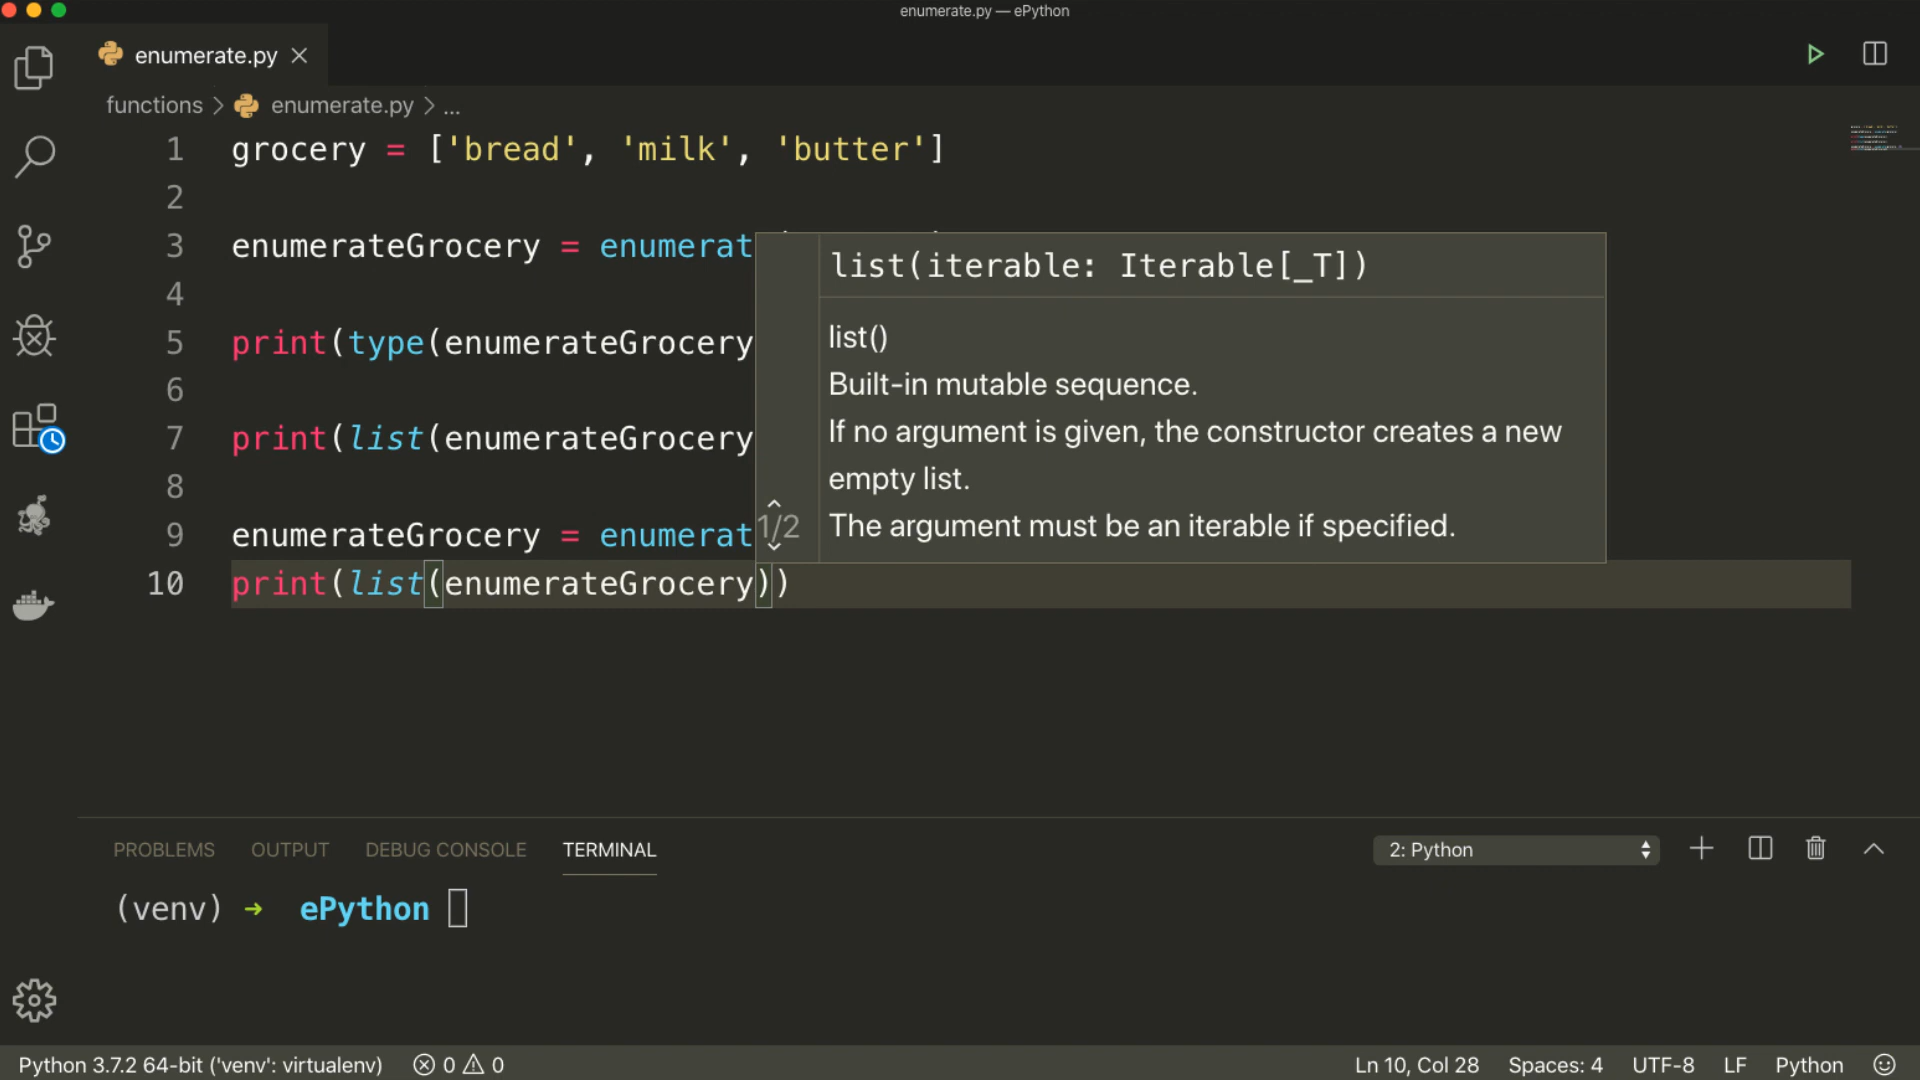 enumerate.py — ePython
enumerate.py
functions > enumerate.py > ...
1 grocery = ['bread', 'milk', 'butter']
2
3 enumerateGrocery = enumerat
4
5 print(type(enumerateGrocery
6
7 print(list(enumerateGrocery
8
9 enumerateGrocery = enumerat
10 print(list(enumerateGrocery))
list(iterable: Iterable[_T])
list()
Built-in mutable sequence.
If no argument is given, the constructor creates a new
empty list.
1/2
The argument must be an iterable if specified.
PROBLEMS OUTPUT DEBUG CONSOLE TERMINAL 2: Python
(venv) ➜ ePython
Python 3.7.2 64-bit ('venv': virtualenv) 0 0 Ln 10, Col 28 Spaces: 4 UTF-8 LF Python